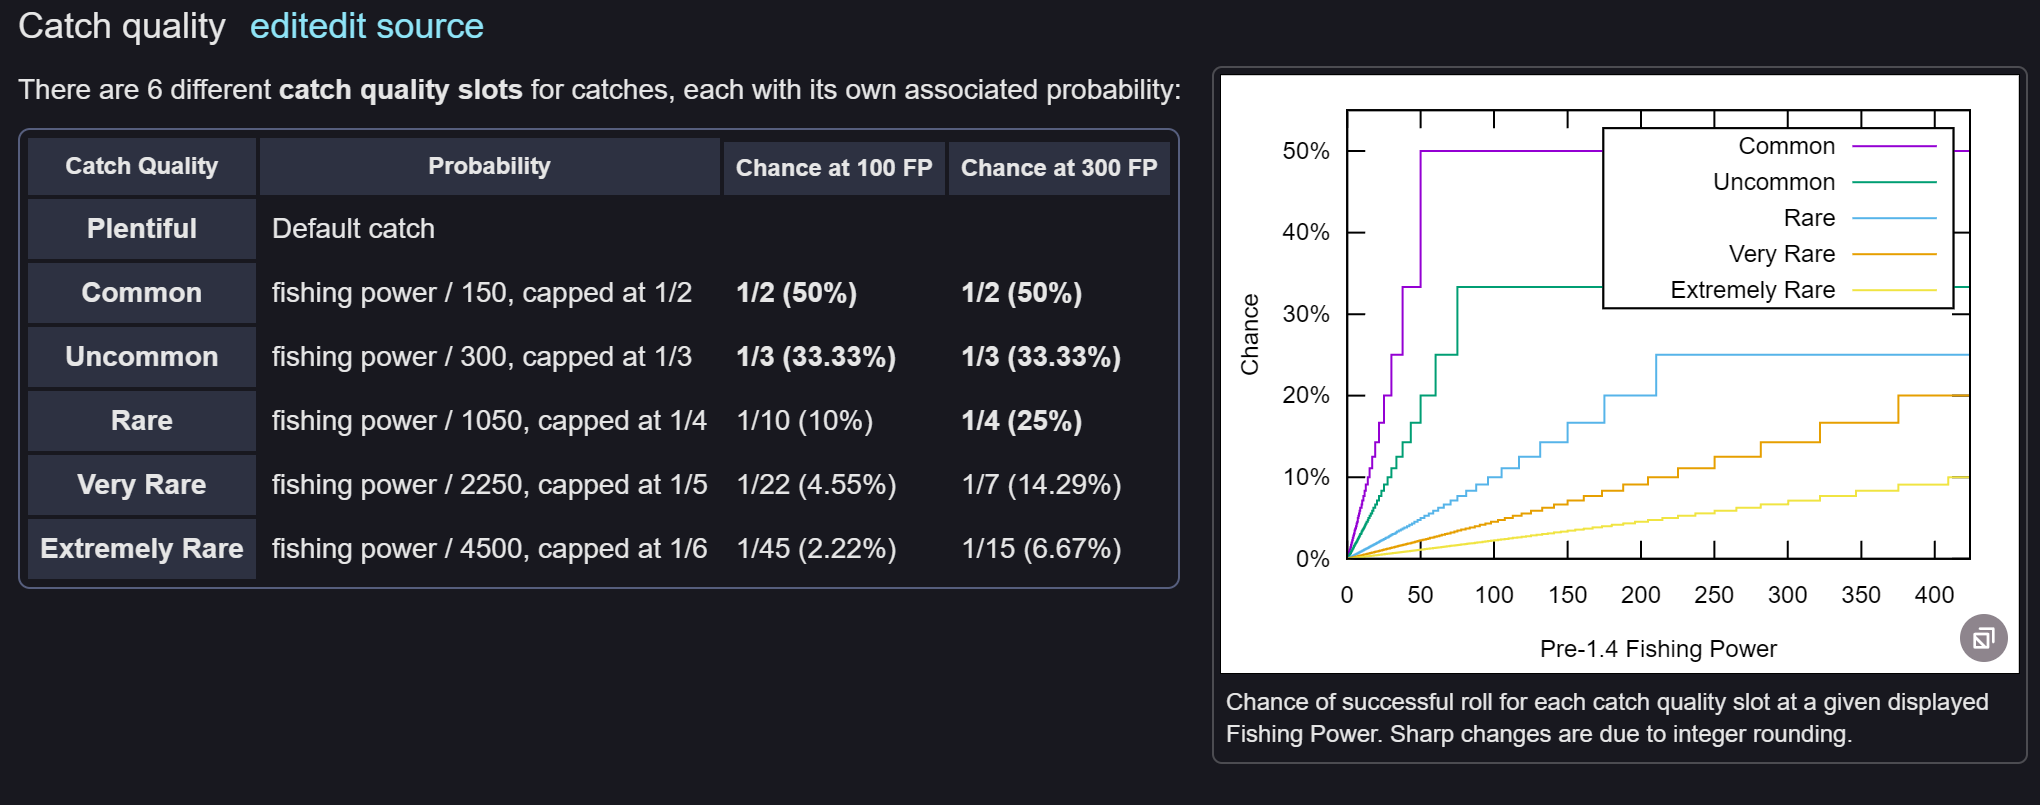 Catch quality editedit source
There are 6 different catch quality slots for catches, each with its own associated probability:
Catch Quality Probability Chance at 100 FP Chance at 300 FP
Plentiful Default catch
Common fishing power / 150, capped at 1/2 1/2 (50%) 1/2 (50%)
Uncommon fishing power / 300, capped at 1/3 1/3 (33.33%) 1/3 (33.33%)
Rare fishing power / 1050, capped at 1/4 1/10 (10%) 1/4 (25%)
Very Rare fishing power / 2250, capped at 1/5 1/22 (4.55%) 1/7 (14.29%)
Extremely Rare fishing power / 4500, capped at 1/6 1/45 (2.22%) 1/15 (6.67%)
Common
Uncommon
Rare
Very Rare
Extremely Rare
50%
40%
30%
20%
10%
0%
Chance
0 50 100 150 200 250 300 350 400
Pre-1.4 Fishing Power
Chance of successful roll for each catch quality slot at a given displayed
Fishing Power. Sharp changes are due to integer rounding.